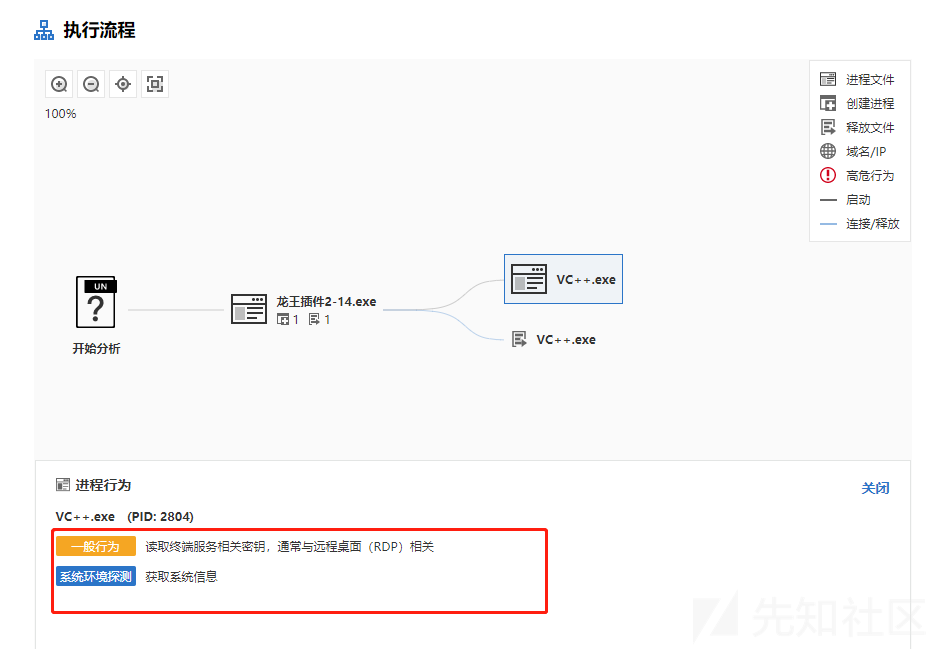 执行流程
100%
进程文件
创建进程
释放文件
域名/IP
高危行为
启动
连接/释放
UN
?
开始分析
龙王插件2-14.exe
1 1
VC++.exe
VC++.exe
进程行为
关闭
VC++.exe (PID: 2804)
一般行为 读取终端服务相关密钥，通常与远程桌面（RDP）相关
系统环境探测 获取系统信息
先知社区